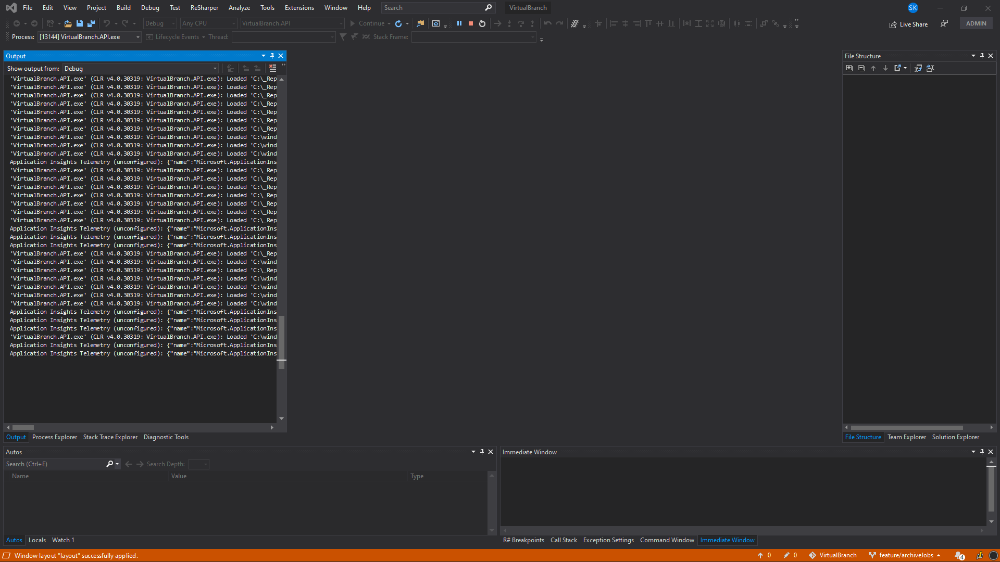 File Edit View Project Build Debug Test ReSharper Analyze Tools Extensions Window Help Search VirtualBranch SK
Debug Any CPU VirtualBranch.API Continue Live Share ADMIN
Process: [13144] VirtualBranch.API.exe Lifecycle Events Thread: Stack Frame:
Output
Show output from: Debug
'VirtualBranch.API.exe' (CLR v4.0.30319: VirtualBranch.API.exe): Loaded 'C:\_Rep
'VirtualBranch.API.exe' (CLR v4.0.30319: VirtualBranch.API.exe): Loaded 'C:\_Rep
'VirtualBranch.API.exe' (CLR v4.0.30319: VirtualBranch.API.exe): Loaded 'C:\_Rep
'VirtualBranch.API.exe' (CLR v4.0.30319: VirtualBranch.API.exe): Loaded 'C:\_Rep
'VirtualBranch.API.exe' (CLR v4.0.30319: VirtualBranch.API.exe): Loaded 'C:\_Rep
'VirtualBranch.API.exe' (CLR v4.0.30319: VirtualBranch.API.exe): Loaded 'C:\_Rep
'VirtualBranch.API.exe' (CLR v4.0.30319: VirtualBranch.API.exe): Loaded 'C:\_Rep
'VirtualBranch.API.exe' (CLR v4.0.30319: VirtualBranch.API.exe): Loaded 'C:\wind
'VirtualBranch.API.exe' (CLR v4.0.30319: VirtualBranch.API.exe): Loaded 'C:\wind
'VirtualBranch.API.exe' (CLR v4.0.30319: VirtualBranch.API.exe): Loaded 'C:\wind
Application Insights Telemetry (unconfigured): {"name":"Microsoft.ApplicationIns
'VirtualBranch.API.exe' (CLR v4.0.30319: VirtualBranch.API.exe): Loaded 'C:\_Rep
'VirtualBranch.API.exe' (CLR v4.0.30319: VirtualBranch.API.exe): Loaded 'C:\_Rep
'VirtualBranch.API.exe' (CLR v4.0.30319: VirtualBranch.API.exe): Loaded 'C:\_Rep
'VirtualBranch.API.exe' (CLR v4.0.30319: VirtualBranch.API.exe): Loaded 'C:\_Rep
'VirtualBranch.API.exe' (CLR v4.0.30319: VirtualBranch.API.exe): Loaded 'C:\_Rep
'VirtualBranch.API.exe' (CLR v4.0.30319: VirtualBranch.API.exe): Loaded 'C:\_Rep
'VirtualBranch.API.exe' (CLR v4.0.30319: VirtualBranch.API.exe): Loaded 'C:\_Rep
Application Insights Telemetry (unconfigured): {"name":"Microsoft.ApplicationIns
Application Insights Telemetry (unconfigured): {"name":"Microsoft.ApplicationIns
Application Insights Telemetry (unconfigured): {"name":"Microsoft.ApplicationIns
'VirtualBranch.API.exe' (CLR v4.0.30319: VirtualBranch.API.exe): Loaded 'C:\_Rep
'VirtualBranch.API.exe' (CLR v4.0.30319: VirtualBranch.API.exe): Loaded 'C:\wind
'VirtualBranch.API.exe' (CLR v4.0.30319: VirtualBranch.API.exe): Loaded 'C:\_Rep
'VirtualBranch.API.exe' (CLR v4.0.30319: VirtualBranch.API.exe): Loaded 'C:\wind
'VirtualBranch.API.exe' (CLR v4.0.30319: VirtualBranch.API.exe): Loaded 'C:\wind
'VirtualBranch.API.exe' (CLR v4.0.30319: VirtualBranch.API.exe): Loaded 'C:\wind
'VirtualBranch.API.exe' (CLR v4.0.30319: VirtualBranch.API.exe): Loaded 'C:\wind
Application Insights Telemetry (unconfigured): {"name":"Microsoft.ApplicationIns
Application Insights Telemetry (unconfigured): {"name":"Microsoft.ApplicationIns
Application Insights Telemetry (unconfigured): {"name":"Microsoft.ApplicationIns
'VirtualBranch.API.exe' (CLR v4.0.30319: VirtualBranch.API.exe): Loaded 'C:\wind
Application Insights Telemetry (unconfigured): {"name":"Microsoft.ApplicationIns
Application Insights Telemetry (unconfigured): {"name":"Microsoft.ApplicationIns
Output Process Explorer Stack Trace Explorer Diagnostic Tools
File Structure
File Structure Team Explorer Solution Explorer
Autos
Search (Ctrl+E) Search Depth:
Name Value Type
Autos Locals Watch 1
Immediate Window
R# Breakpoints Call Stack Exception Settings Command Window Immediate Window
Window layout "layout" successfully applied. 0 0 VirtualBranch feature/archiveJobs 4